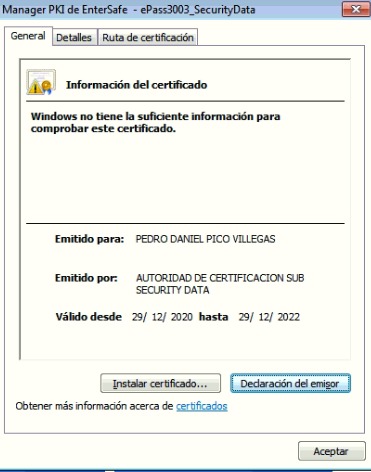 Manager PKI de EnterSafe - ePass3003_SecurityData
General Detalles Ruta de certificación
Información del certificado
Windows no tiene la suficiente información para
comprobar este certificado.
Emitido para: PEDRO DANIEL PICO VILLEGAS
Emitido por: AUTORIDAD DE CERTIFICACION SUB
SECURITY DATA
Válido desde 29/ 12/ 2020 hasta 29/ 12/ 2022
Instalar certificado... Declaración del emisor
Obtener más información acerca de certificados
Aceptar